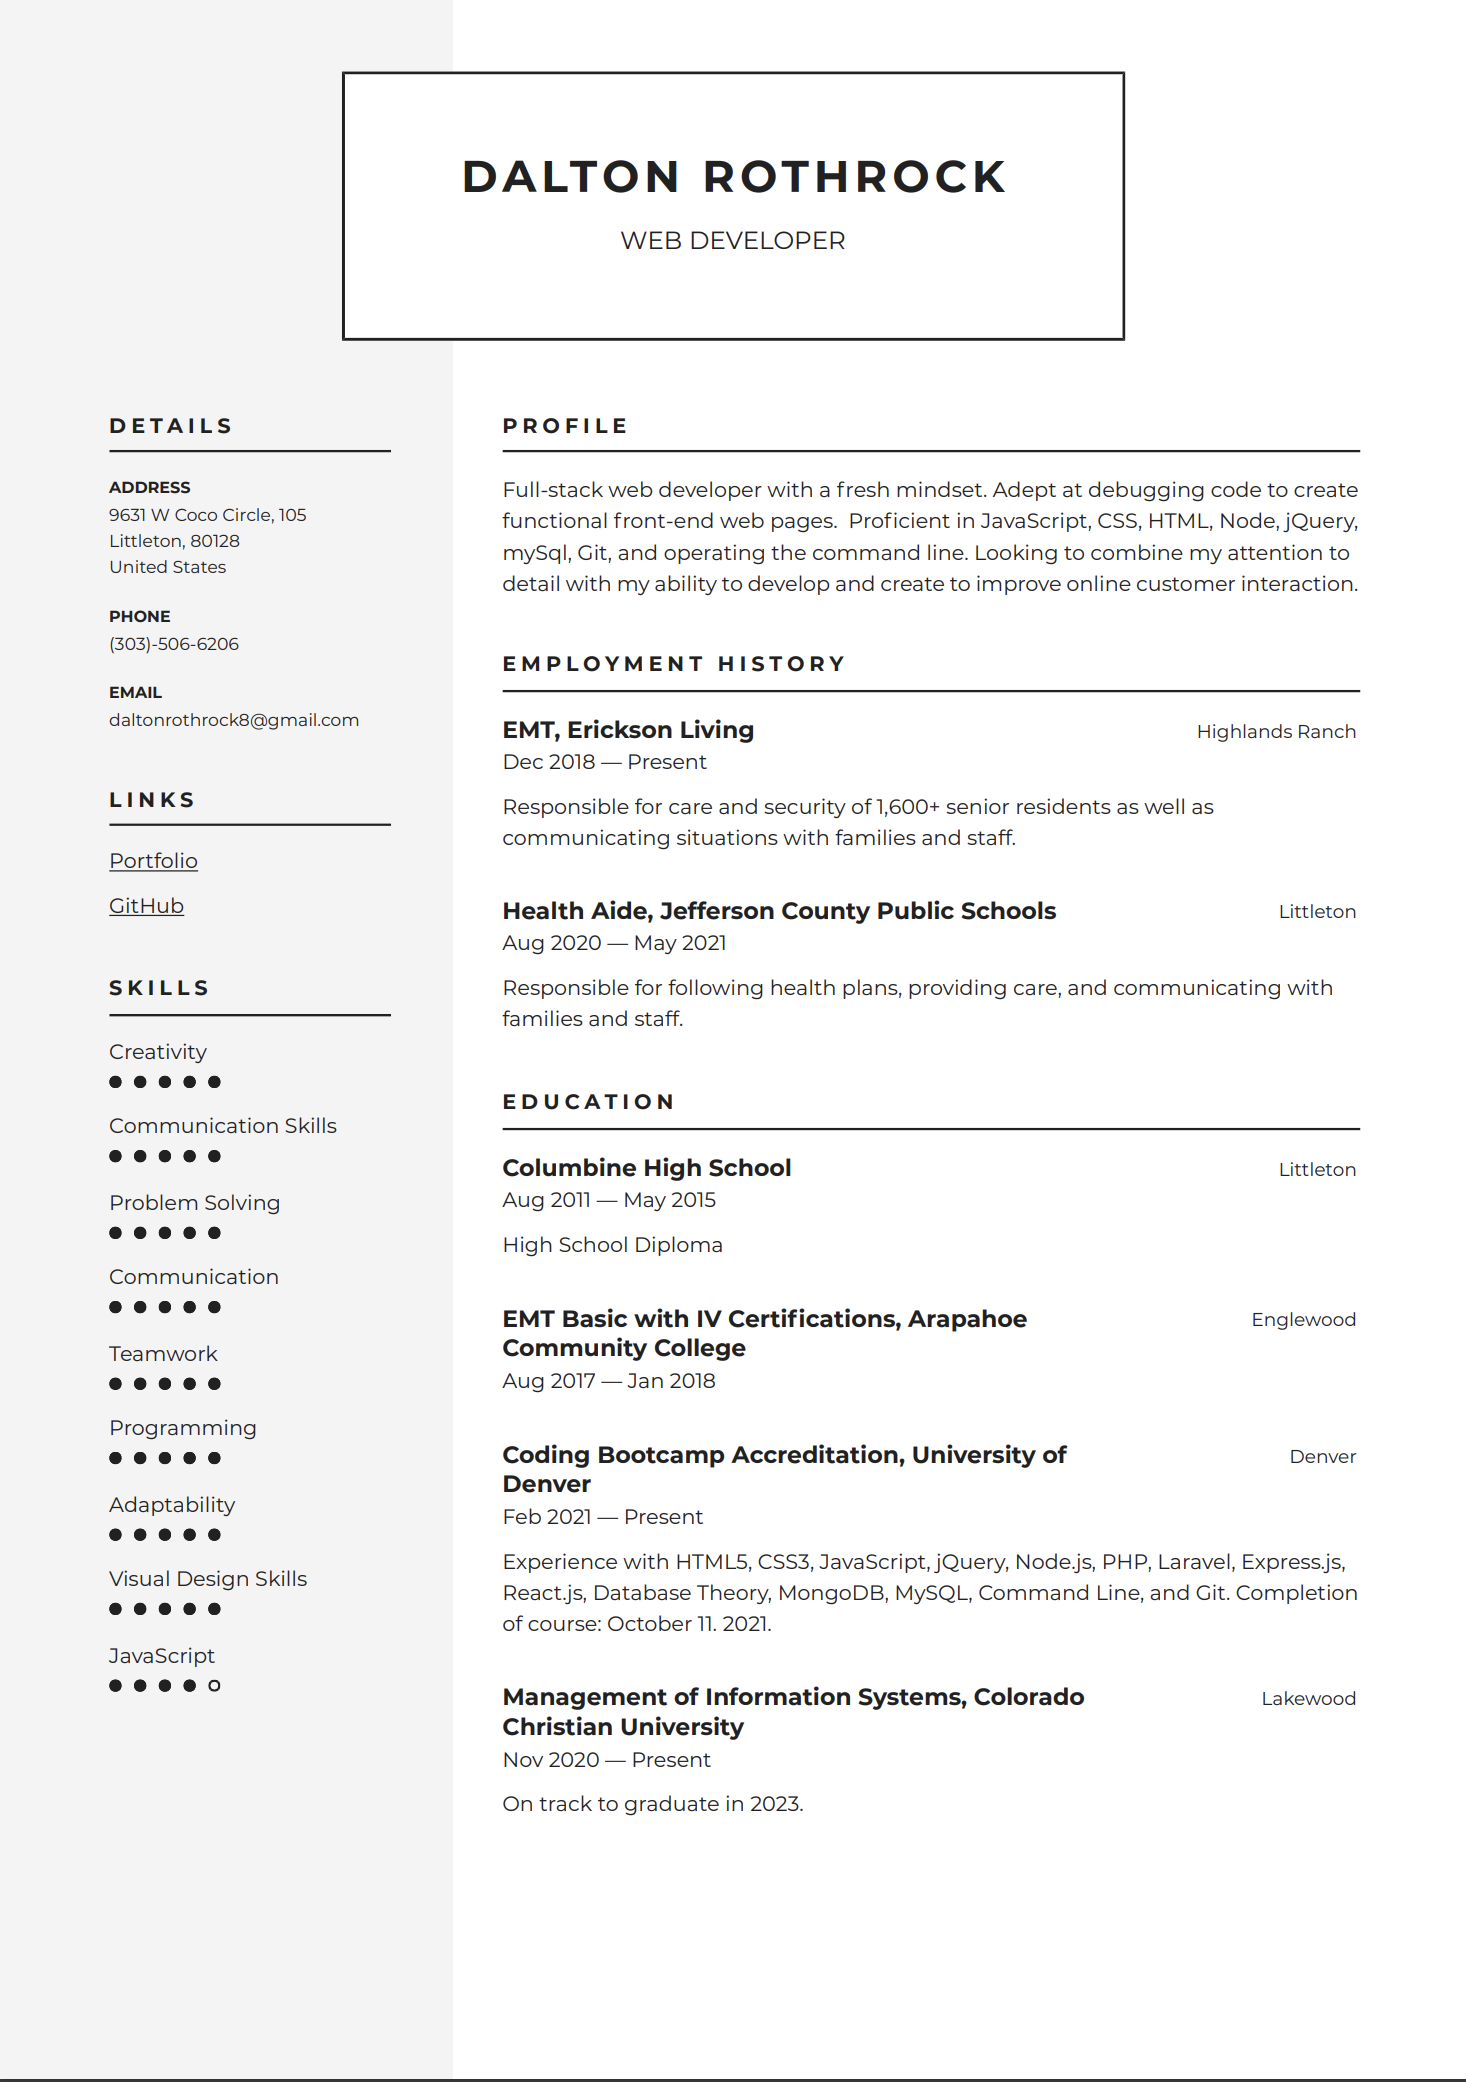 DALTON ROTHROCK
WEB DEVELOPER
DETAILS
ADDRESS
9631 W Coco Circle, 105
Littleton, 80128
United States
PHONE
(303)-506-6206
EMAIL
daltonrothrock8@gmail.com
LINKS
Portfolio
GitHub
SKILLS
Creativity
Communication Skills
Problem Solving
Communication
Teamwork
Programming
Adaptability
Visual Design Skills
JavaScript
PROFILE
Full-stack web developer with a fresh mindset. Adept at debugging code to create
functional front-end web pages.  Proficient in JavaScript, CSS, HTML, Node, jQuery,
mySql, Git, and operating the command line. Looking to combine my attention to
detail with my ability to develop and create to improve online customer interaction.
EMPLOYMENT HISTORY
EMT, Erickson Living Highlands Ranch
Dec 2018 — Present
Responsible for care and security of 1,600+ senior residents as well as
communicating situations with families and staff.
Health Aide, Jefferson County Public Schools Littleton
Aug 2020 — May 2021
Responsible for following health plans, providing care, and communicating with
families and staff.
EDUCATION
Columbine High School Littleton
Aug 2011 — May 2015
High School Diploma
EMT Basic with IV Certifications, Arapahoe Englewood
Community College
Aug 2017 — Jan 2018
Coding Bootcamp Accreditation, University of Denver
Denver
Feb 2021 — Present
Experience with HTML5, CSS3, JavaScript, jQuery, Node.js, PHP, Laravel, Express.js,
React.js, Database Theory, MongoDB, MySQL, Command Line, and Git. Completion
of course: October 11. 2021.
Management of Information Systems, Colorado Lakewood
Christian University
Nov 2020 — Present
On track to graduate in 2023.